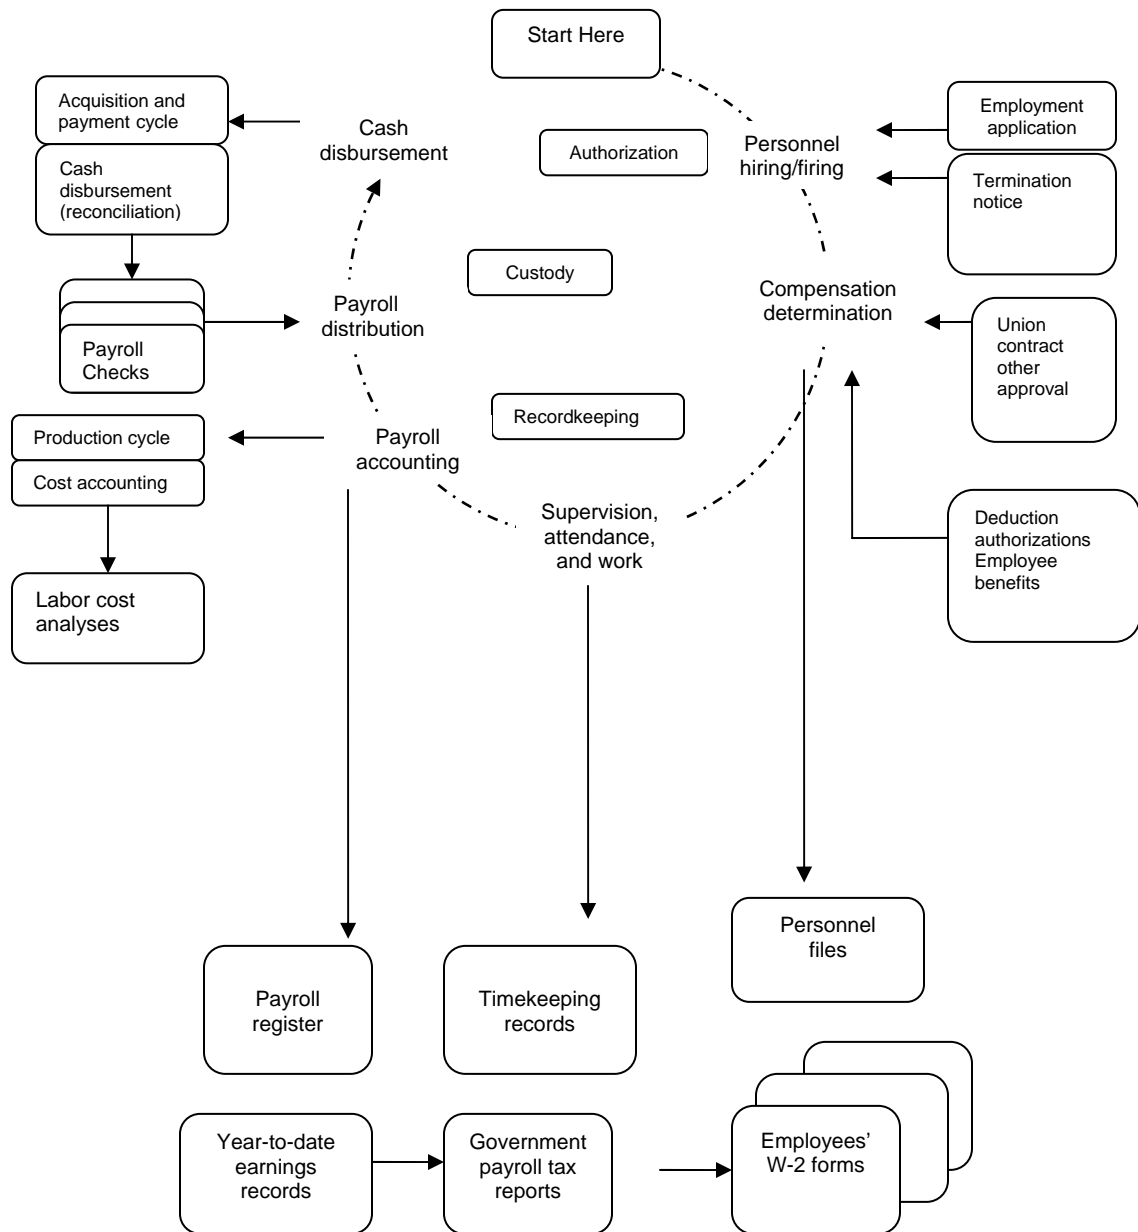 Start Here
Acquisition and
payment cycle
Cash
disbursement
Authorization
Personnel
hiring/firing
Employment
application
Cash
disbursement
(reconciliation)
Termination
notice
Custody
Payroll
distribution
Compensation
determination
Union
contract
other
approval
Payroll
Checks
Recordkeeping
Production cycle
Cost accounting
Payroll
accounting
Supervision,
attendance,
and work
Deduction
authorizations
Employee
benefits
Labor cost
analyses
Personnel
files
Payroll
register
Timekeeping
records
Year-to-date
earnings
records
Government
payroll tax
reports
Employees’
W-2 forms